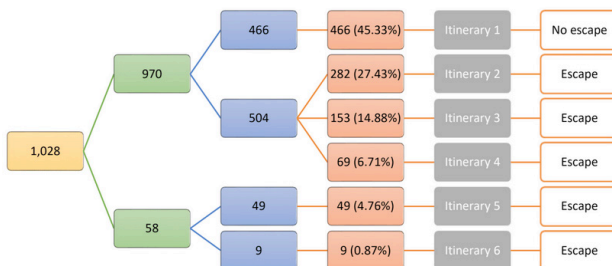 466
466 (45.33%)
Itinerary 1
No escape
970
282 (27.43%)
Itinerary 2
Escape
504
153 (14.88%)
Itinerary 3
Escape
1,028
69 (6.71%)
Itinerary 4
Escape
58
49
49 (4.76%)
Itinerary 5
Escape
9
9 (0.87%)
Itinerary 6
Escape